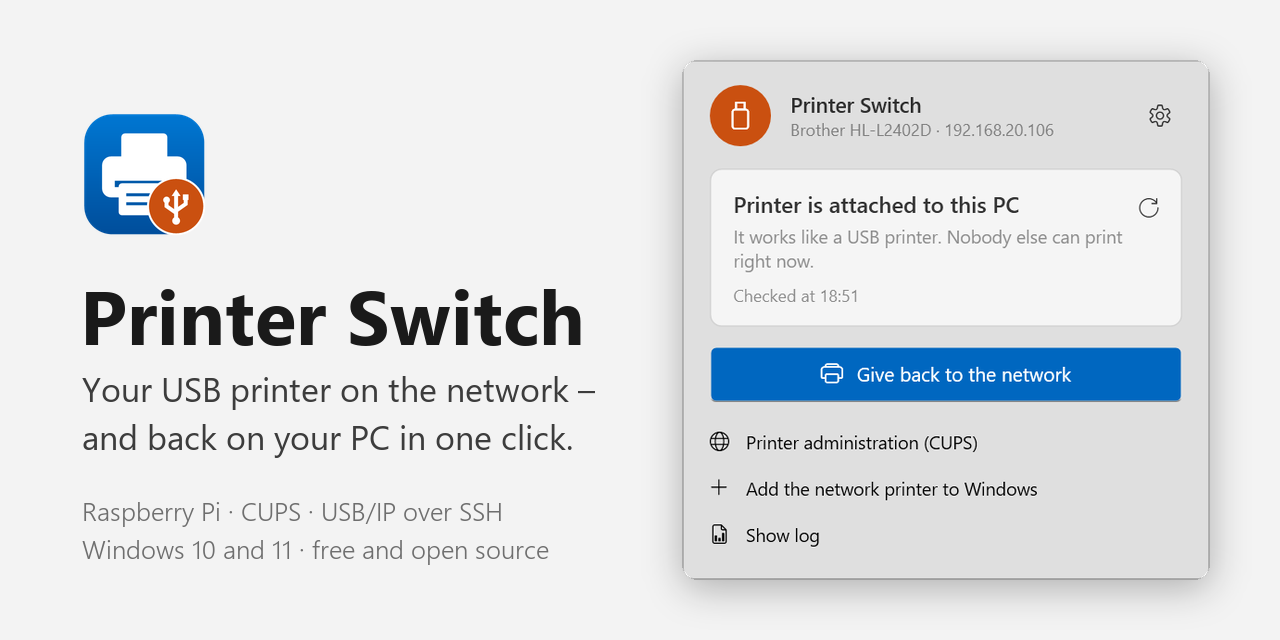 Printer Switch
Your USB printer on the network –
and back on your PC in one click.
Raspberry Pi · CUPS · USB/IP over SSH
Windows 10 and 11 · free and open source
Printer Switch
Brother HL-L2402D · 192.168.20.106
Printer is attached to this PC
It works like a USB printer. Nobody else can print
right now.
Checked at 18:51
Give back to the network
Printer administration (CUPS)
Add the network printer to Windows
Show log